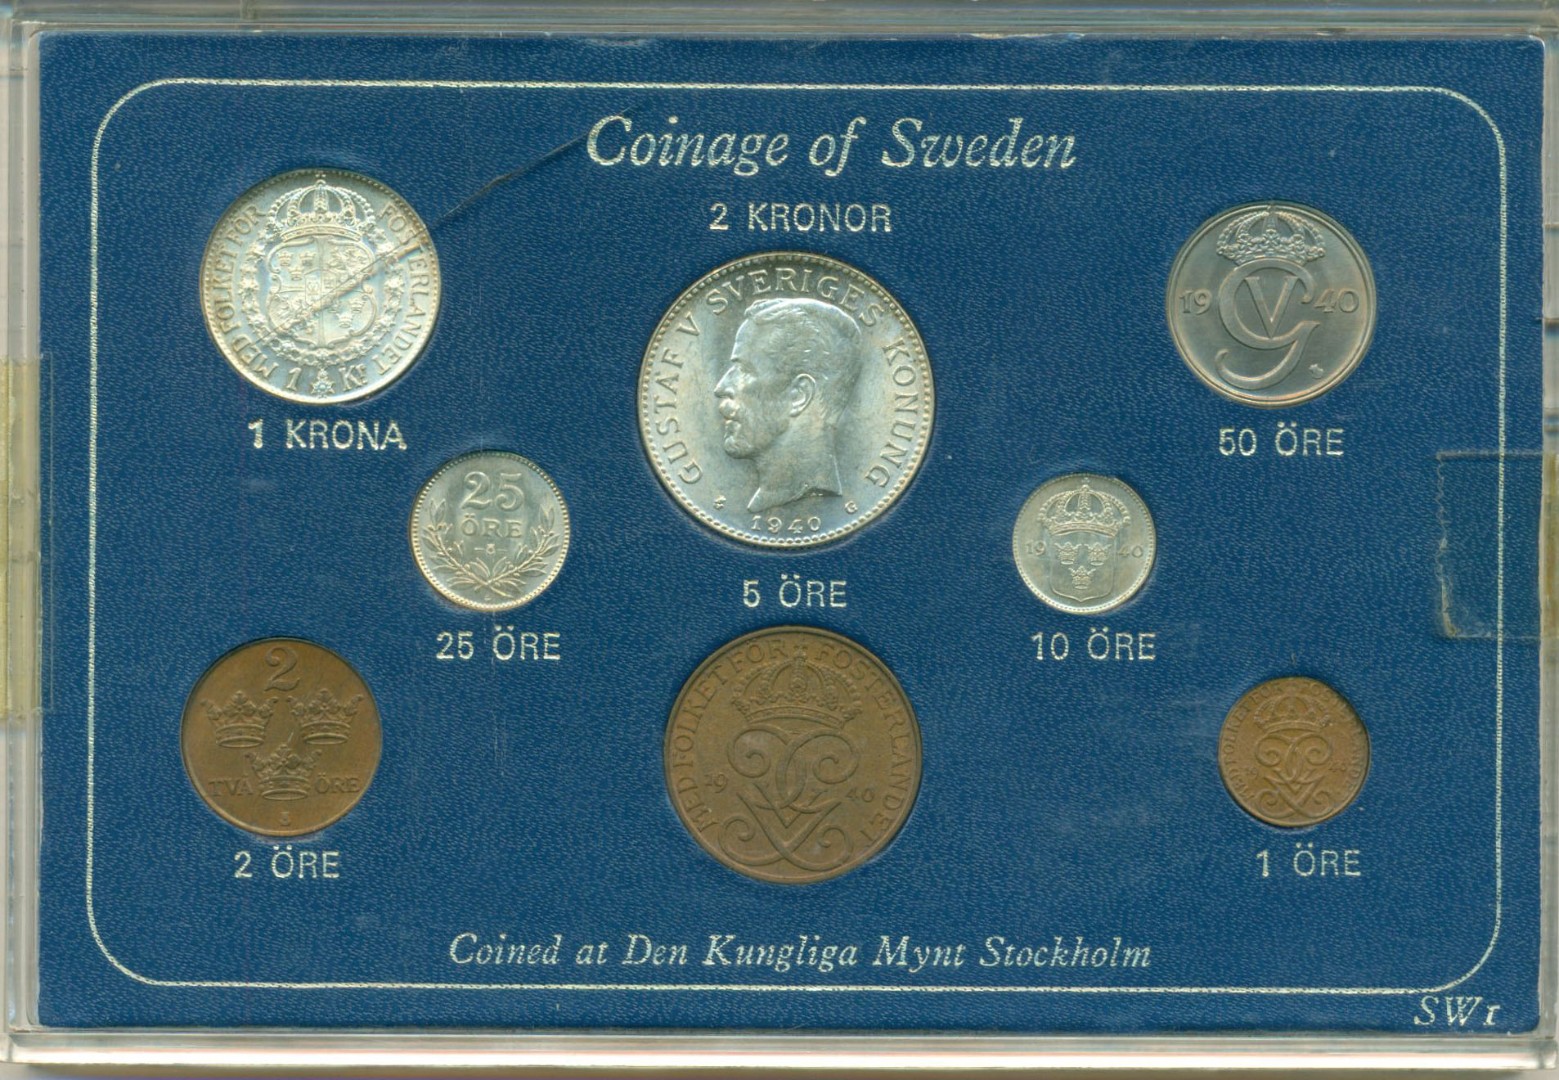 Coinage of Sweden
2 KRONOR
MED FOLKET FÖR FOSTERLANDET
1 Kr
1 KRONA
GUSTAF V SVERIGES KONUNG
G
1940
19 40
GV
50 ÖRE
25
ÖRE
25 ÖRE
19 40
10 ÖRE
5 ÖRE
2
TVÅ ÖRE
2 ÖRE
MED FOLKET FÖR FOSTERLANDET
19 40
1 ÖRE
Coined at Den Kungliga Mynt Stockholm
SW1